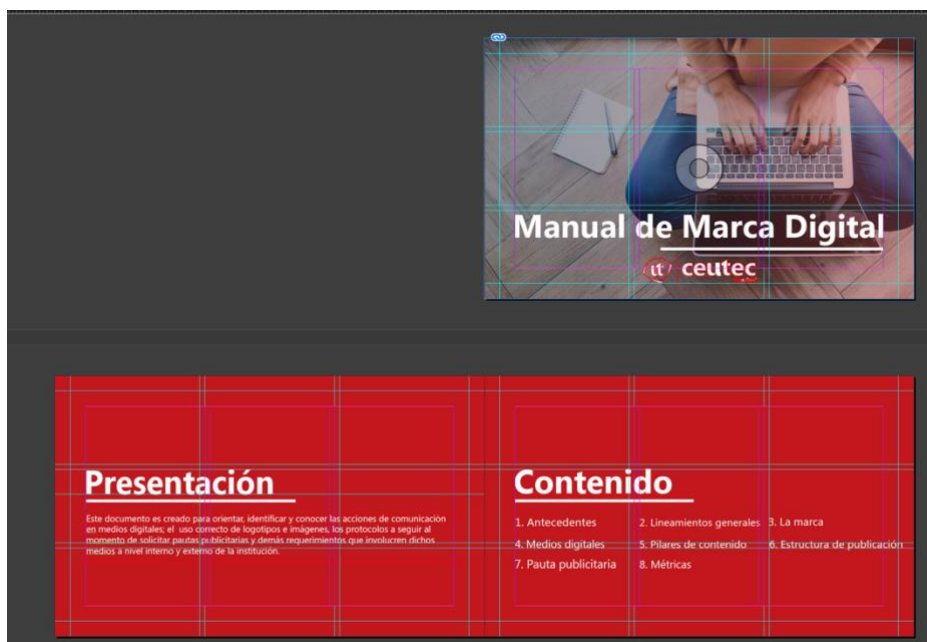 Manual de Marca Digital
ut ceutec
Presentación
Este documento es creado para orientar, identificar y conocer las acciones de comunicación
en medios digitales; el uso correcto de logotipos e imágenes, los protocolos a seguir al
momento de solicitar pautas publicitarias y demás requerimientos que involucren dichos
medios a nivel interno y externo de la institución.
Contenido
1. Antecedentes 2. Lineamientos generales 3. La marca
4. Medios digitales 5. Pilares de contenido 6. Estructura de publicación
7. Pauta publicitaria 8. Métricas